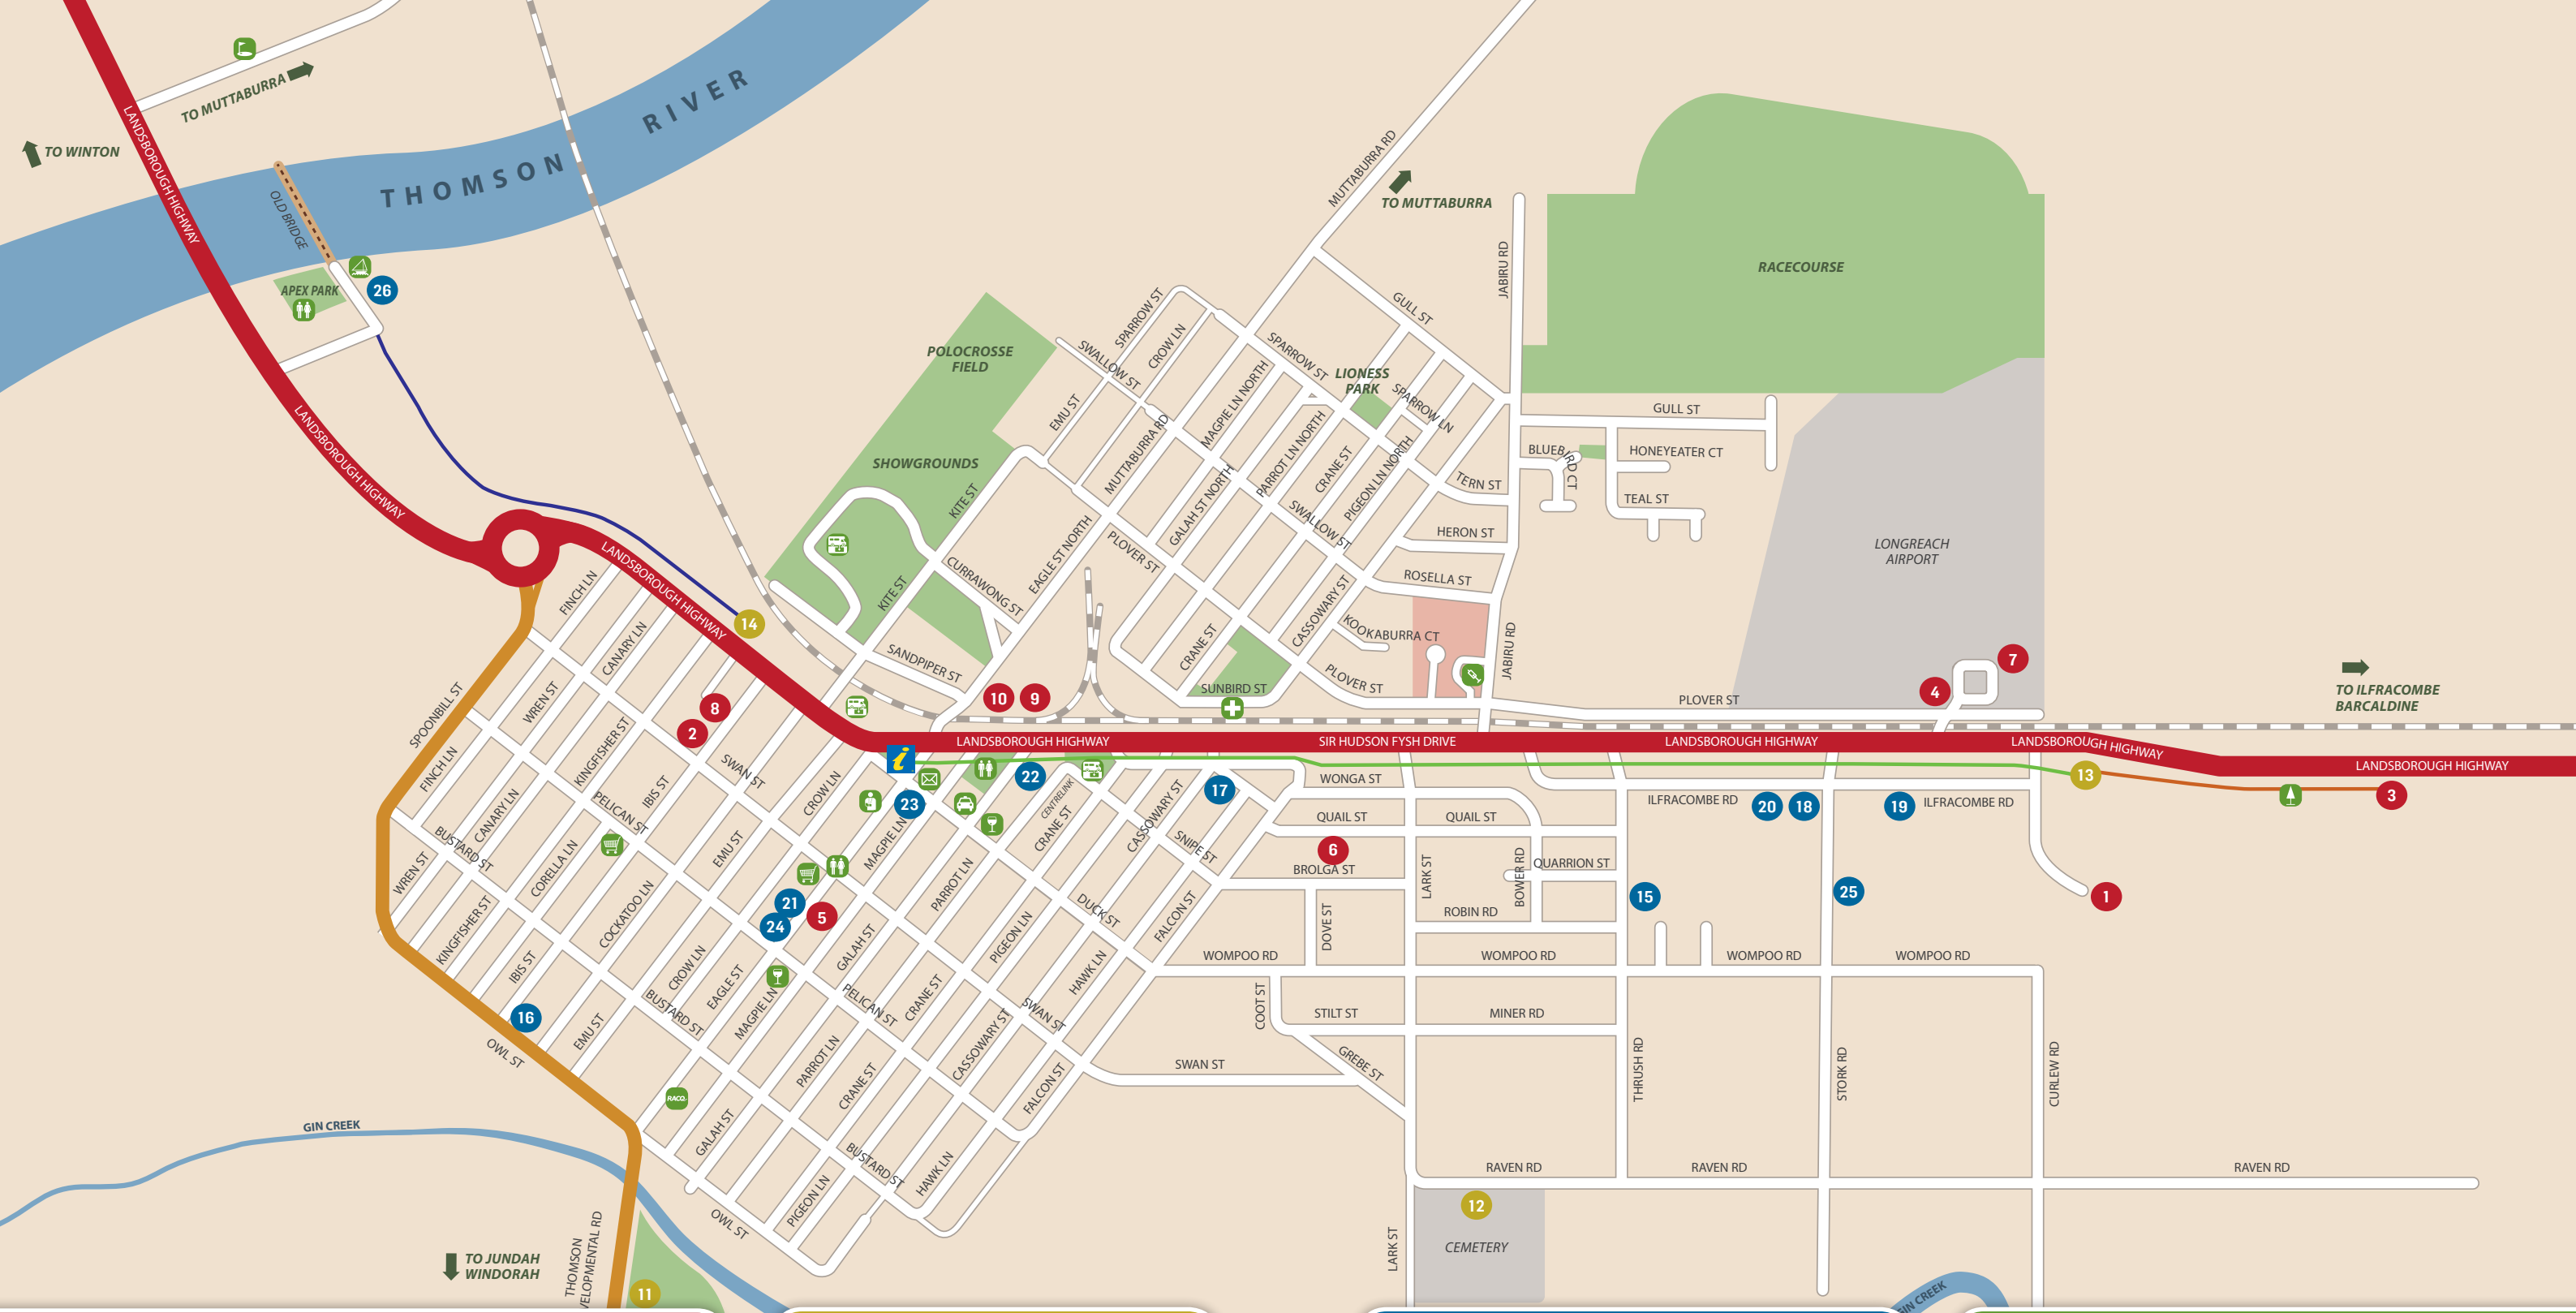 TO MUTTABURRA
LANDSBOROUGH HIGHWAY
TO WINTON
THOMSON RIVER
OLD BRIDGE
APEX PARK
26
LANDSBOROUGH HIGHWAY
LANDSBOROUGH HIGHWAY
14
MUTTABURRA RD
TO MUTTABURRA
JABIRU RD
RACECOURSE
GULL ST
SPARROW ST
CROW LN
SWALLOW ST
SPARROW ST
LIONESS
PARK
SPARROW LN
POLOCROSSE
FIELD
EMU ST
MUTTABURRA RD
MAGPIE LN NORTH
GALAH ST NORTH
PARROT LN NORTH
CRANE ST
PIGEON LN NORTH
GULL ST
BLUEBIRD CT
HONEYEATER CT
TEAL ST
TERN ST
HERON ST
ROSELLA ST
SWALLOW ST
SHOWGROUNDS
KITE ST
KITE ST
CURRAWONG ST
EAGLE ST NORTH
PLOVER ST
SANDPIPER ST
CRANE ST
CASSOWARY ST
KOOKABURRA CT
JABIRU RD
PLOVER ST
SUNBIRD ST
PLOVER ST
LONGREACH
AIRPORT
7
4
10
9
TO ILFRACOMBE
BARCALDINE
LANDSBOROUGH HIGHWAY
SIR HUDSON FYSH DRIVE
LANDSBOROUGH HIGHWAY
LANDSBOROUGH HIGHWAY
LANDSBOROUGH HIGHWAY
FINCH LN
CANARY LN
SPOONBILL ST
WREN ST
KINGFISHER ST
8
2
SWAN ST
FINCH LN
CANARY LN
PELICAN ST
IBIS ST
CROW LN
BUSTARD ST
WREN ST
CORELLA LN
EMU ST
KINGFISHER ST
COCKATOO LN
IBIS ST
CROW LN
EAGLE ST
BUSTARD ST
MAGPIE LN
EMU ST
16
OWL ST
i
23
22
17
MAGPIE LN
CENTRELINK
CRANE ST
CASSOWARY ST
SNIPE ST
21
24
5
PARROT LN
GALAH ST
PIGEON LN
DUCK ST
FALCON ST
HAWK LN
PELICAN ST
CRANE ST
SWAN ST
CASSOWARY ST
PARROT LN
CRANE ST
FALCON ST
RACQ
GALAH ST
BUSTARD ST
HAWK LN
PIGEON LN
OWL ST
WONGA ST
QUAIL ST
QUAIL ST
6
BROLGA ST
LARK ST
BOWER RD
QUARRION ST
ROBIN RD
DOVE ST
ILFRACOMBE RD
20
18
19
ILFRACOMBE RD
13
3
15
25
1
WOMPOO RD
WOMPOO RD
WOMPOO RD
WOMPOO RD
COOT ST
STILT ST
MINER RD
GREBE ST
SWAN ST
THRUSH RD
STORK RD
CURLEW RD
RAVEN RD
RAVEN RD
RAVEN RD
12
CEMETERY
LARK ST
GIN CREEK
GIN CREEK
TO JUNDAH
WINDORAH
THOMSON
11